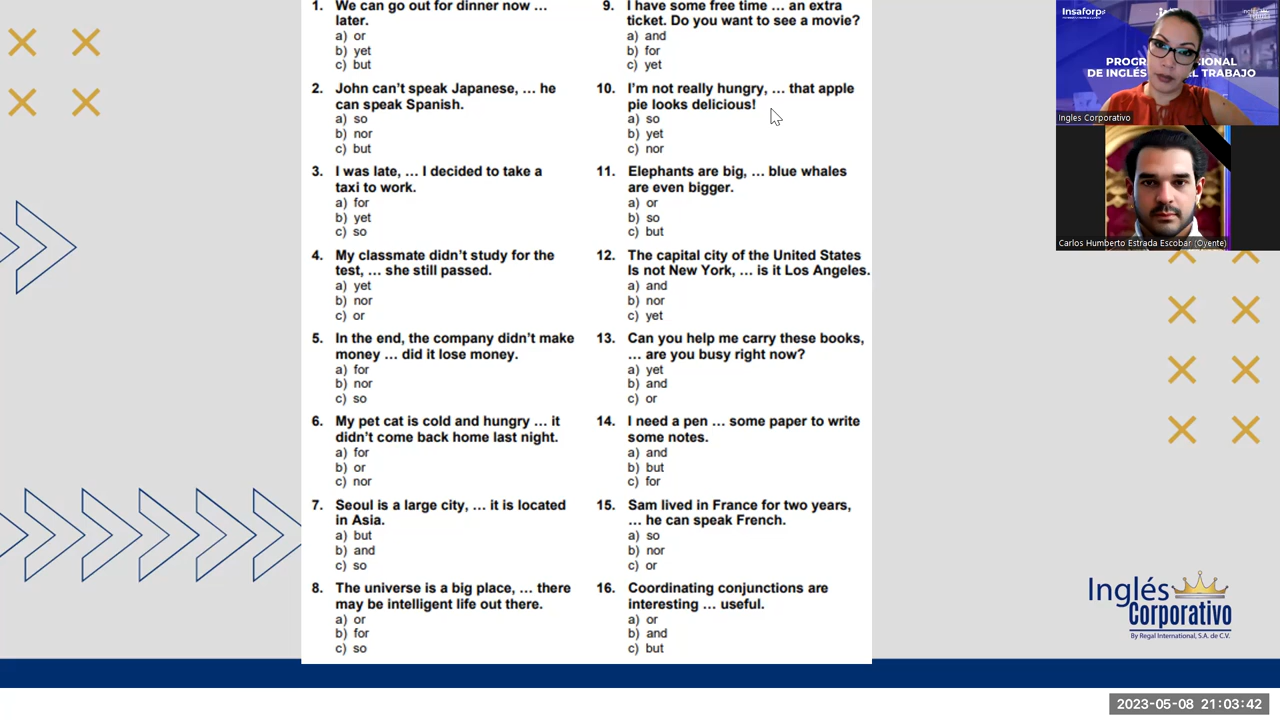 1. We can go out for dinner now …
later.
a) or
b) yet
c) but
2. John can't speak Japanese, … he
can speak Spanish.
a) so
b) nor
c) but
3. I was late, … I decided to take a
taxi to work.
a) for
b) yet
c) so
4. My classmate didn't study for the
test, … she still passed.
a) yet
b) nor
c) or
5. In the end, the company didn't make
money … did it lose money.
a) for
b) nor
c) so
6. My pet cat is cold and hungry … it
didn't come back home last night.
a) for
b) or
c) nor
7. Seoul is a large city, … it is located
in Asia.
a) but
b) and
c) so
8. The universe is a big place, … there
may be intelligent life out there.
a) or
b) for
c) so
9. I have some free time … an extra
ticket. Do you want to see a movie?
a) and
b) for
c) yet
10. I'm not really hungry, … that apple
pie looks delicious!
a) so
b) yet
c) nor
11. Elephants are big, … blue whales
are even bigger.
a) or
b) so
c) but
12. The capital city of the United States
Is not New York, … is it Los Angeles.
a) and
b) nor
c) yet
13. Can you help me carry these books,
… are you busy right now?
a) yet
b) and
c) or
14. I need a pen … some paper to write
some notes.
a) and
b) but
c) for
15. Sam lived in France for two years,
… he can speak French.
a) so
b) nor
c) or
16. Coordinating conjunctions are
interesting … useful.
a) or
b) and
c) but
Insaforp
PROGR ONAL
DE INGLÉS L TRABAJO
Ingles Corporativo
Carlos Humberto Estrada Escobar (Oyente)
Inglés
Corporativo
By Regal International, S.A. de C.V.
2023-05-08 21:03:42